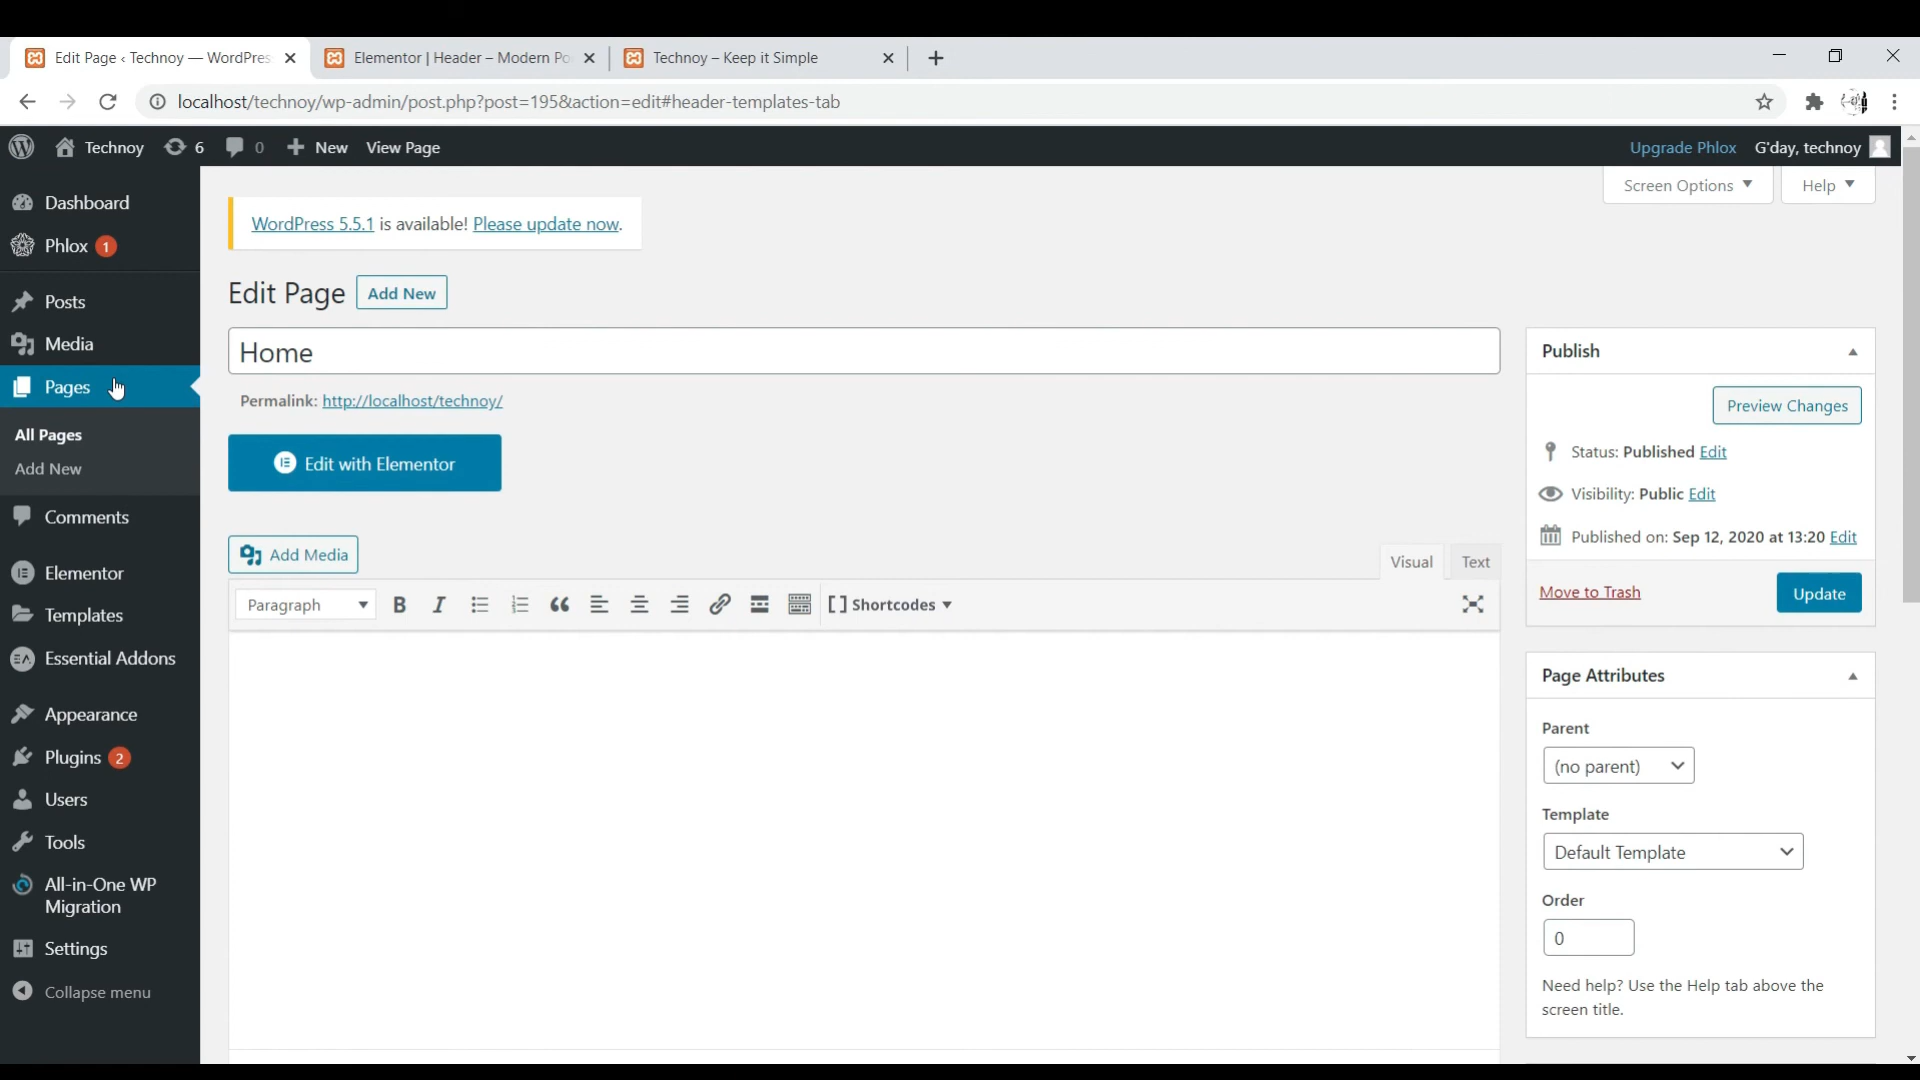 Edit Page ‹ Technoy — WordPres
Elementor | Header – Modern Po
Technoy – Keep it Simple
localhost/technoy/wp-admin/post.php?post=195&action=edit#header-templates-tab
Technoy
6
0
New
View Page
Upgrade Phlox
G'day, technoy
Screen Options
Help
Dashboard
Phlox 1
Posts
Media
Pages
All Pages
Add New
Comments
Elementor
Templates
Essential Addons
Appearance
Plugins 2
Users
Tools
All-in-One WP
Migration
Settings
Collapse menu
WordPress 5.5.1 is available! Please update now.
Edit Page
Add New
Home
Permalink: http://localhost/technoy/
Edit with Elementor
Add Media
Visual
Text
Paragraph
B
I
[ ] Shortcodes
Publish
Preview Changes
Status: Published Edit
Visibility: Public Edit
Published on: Sep 12, 2020 at 13:20 Edit
Move to Trash
Update
Page Attributes
Parent
(no parent)
Template
Default Template
Order
0
Need help? Use the Help tab above the
screen title.